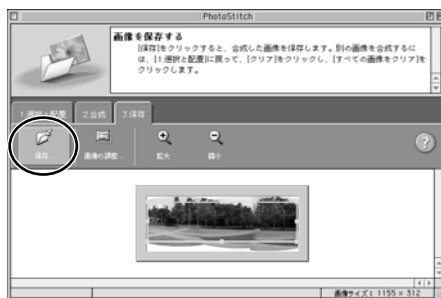 PhotoStitch
画像を保存する
[保存]をクリックすると、合成した画像を保存します。別の画像を合成するに
は、[1.選択と配置]に戻って、[クリア]をクリックし、[すべての画像をクリア]を
クリックします。
1.選択と配置 2.合成 3.保存
保存... 画像の調整... 拡大 縮小
?
画像サイズ: 1155 × 312